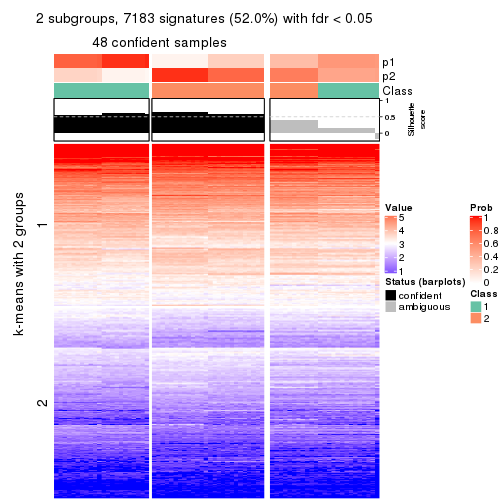 2 subgroups, 7183 signatures (52.0%) with fdr < 0.05
48 confident samples
p1
p2
Class
1
0.5
0
Silhouette
score
k-means with 2 groups
1
2
Value
5
4
3
2
1
Prob
1
0.8
0.6
0.4
0.2
0
Status (barplots)
confident
ambiguous
Class
1
2